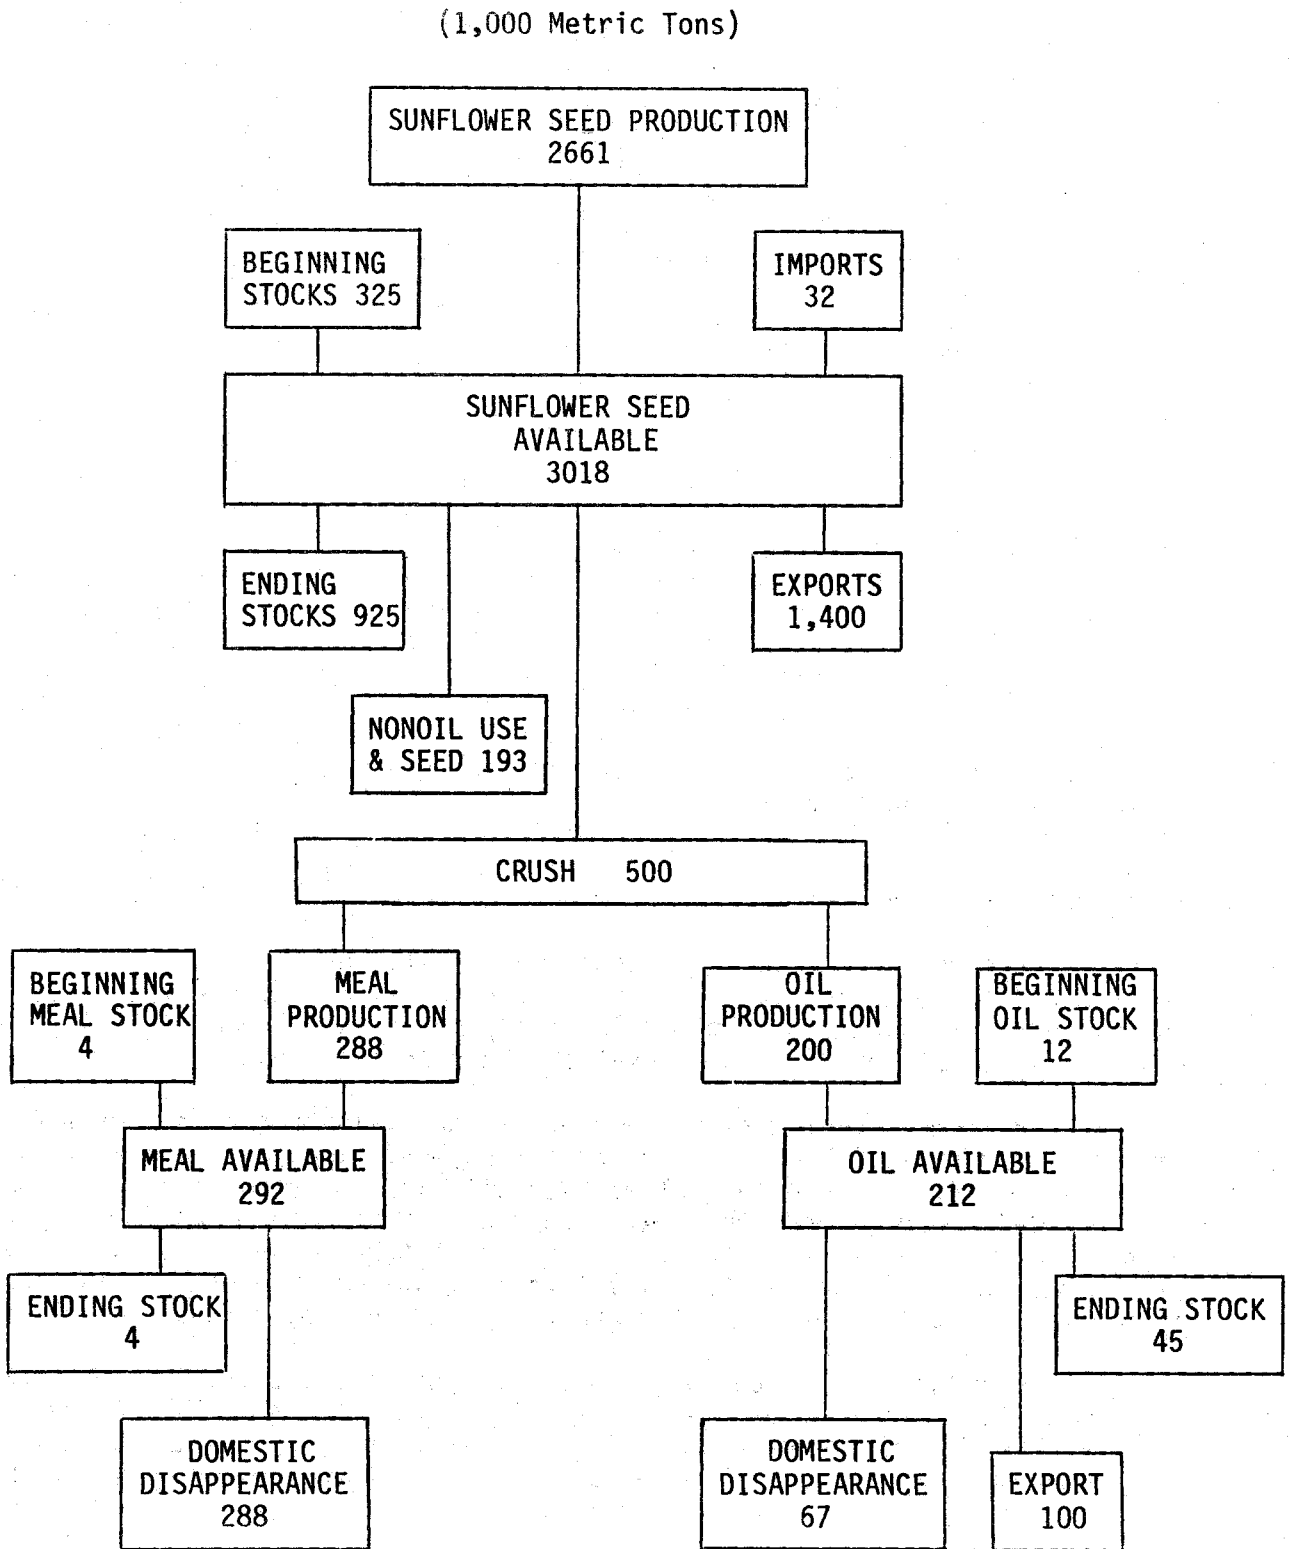 (1,000 Metric Tons)
SUNFLOWER SEED PRODUCTION
2661
BEGINNING
STOCKS 325
IMPORTS
32
SUNFLOWER SEED
AVAILABLE
3018
ENDING
STOCKS 925
EXPORTS
1,400
NONOIL USE
& SEED 193
CRUSH 500
BEGINNING
MEAL STOCK
4
MEAL
PRODUCTION
288
OIL
PRODUCTION
200
BEGINNING
OIL STOCK
12
MEAL AVAILABLE
292
OIL AVAILABLE
212
ENDING STOCK
4
ENDING STOCK
45
DOMESTIC
DISAPPEARANCE
288
DOMESTIC
DISAPPEARANCE
67
EXPORT
100